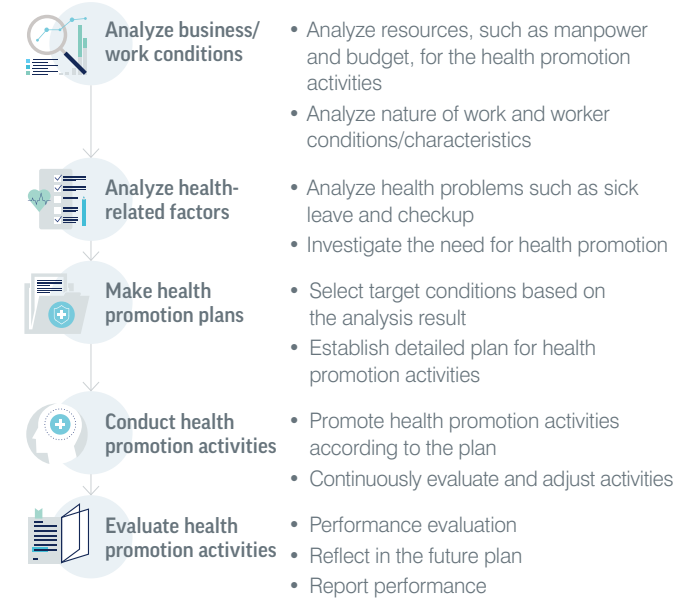 Analyze business/
work conditions
• Analyze resources, such as manpower
and budget, for the health promotion
activities
• Analyze nature of work and worker
conditions/characteristics
Analyze health-
related factors
• Analyze health problems such as sick
leave and checkup
• Investigate the need for health promotion
Make health
promotion plans
• Select target conditions based on
the analysis result
• Establish detailed plan for health
promotion activities
Conduct health
promotion activities
• Promote health promotion activities
according to the plan
• Continuously evaluate and adjust activities
Evaluate health
promotion activities
• Performance evaluation
• Reflect in the future plan
• Report performance